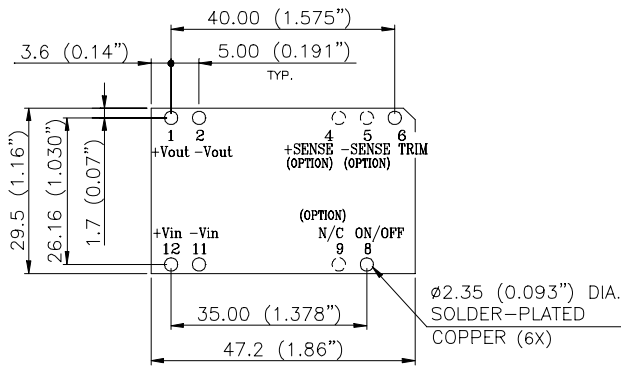 40.00 (1.575”)
3.6 (0.14”)
5.00 (0.191”)
TYP.
1 2 4 5 6
+Vout −Vout +SENSE −SENSE TRIM
(OPTION) (OPTION)
29.5 (1.16”)
26.16 (1.030”)
1.7 (0.07”)
(OPTION)
+Vin −Vin N/C ON/OFF
12 11 9 8
ø2.35 (0.093”) DIA.
SOLDER−PLATED
COPPER (6X)
35.00 (1.378”)
47.2 (1.86”)